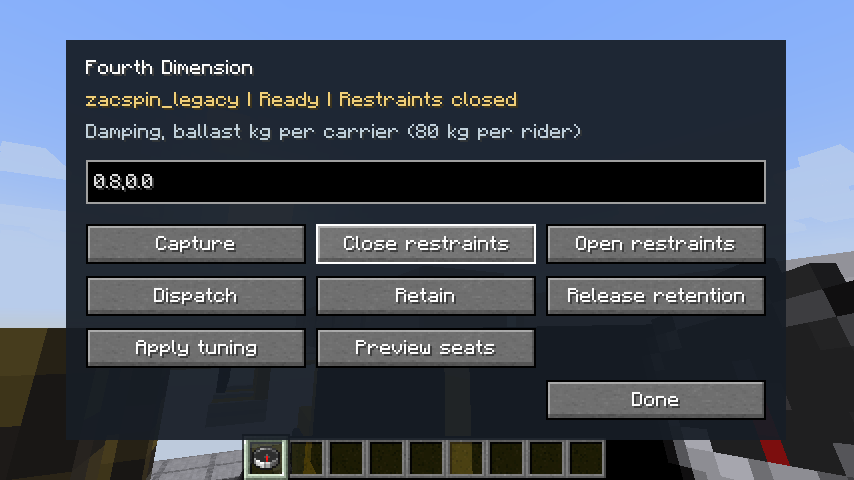 Fourth Dimension
zacspin_legacy | Ready | Restraints closed
Damping, ballast kg per carrier (80 kg per rider)
0.8,0.0
Capture
Close restraints
Open restraints
Dispatch
Retain
Release retention
Apply tuning
Preview seats
Done